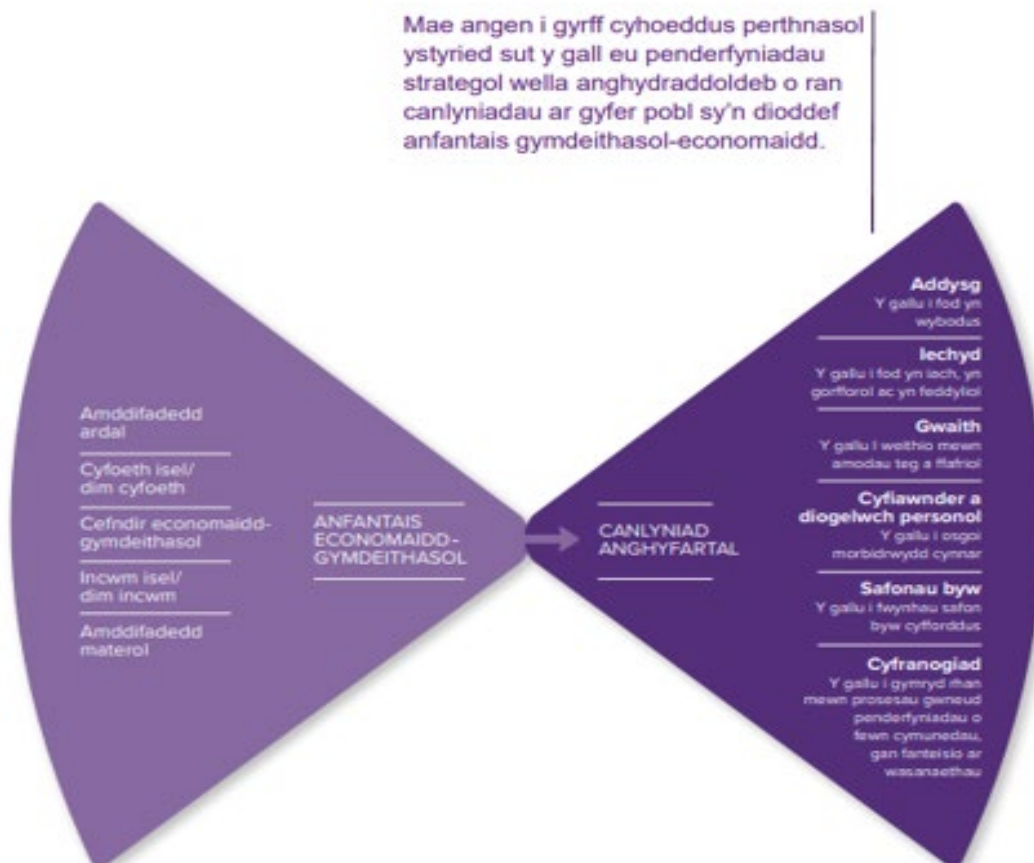 Mae angen i gyrff cyhoeddus perthnasol
ystyried sut y gall eu penderfyniadau
strategol wella anghydraddoldeb o ran
canlyniadau ar gyfer pobl sy'n dioddef
anfantais gymdeithasol-economaidd.
Amddifadedd
ardal
Cyfoeth isel/
dim cyfoeth
Cefndir economaidd-
gymdeithasol
Incwm isel/
dim incwm
Amddifadedd
materol
ANFANTAIS
ECONOMAIDD-
GYMDEITHASOL
CANLYNIAD
ANGHYFARTAL
Addysg
Y gallu i fod yn
wybodus
Iechyd
Y gallu i fod yn iach, yn
gorfforol ac yn feddyliol
Gwaith
Y gallu I weithio mewn
amodau teg a ffafriol
Cyfiawnder a
diogelwch personol
Y gallu i osgoi
morbidrwydd cynnar
Safonau byw
Y gallu i fwynhau safon
byw cyfforddus
Cyfranogiad
Y gallu i gymryd rhan
mewn prosesau gwneud
penderfyniadau o
fewn cymunedau,
gan fanteisio ar
wasanaethau